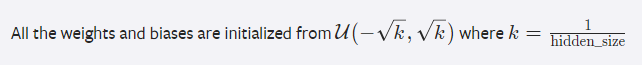 All the weights and biases are initialized from 𝒰(−√k, √k) where k = 1/hidden_size